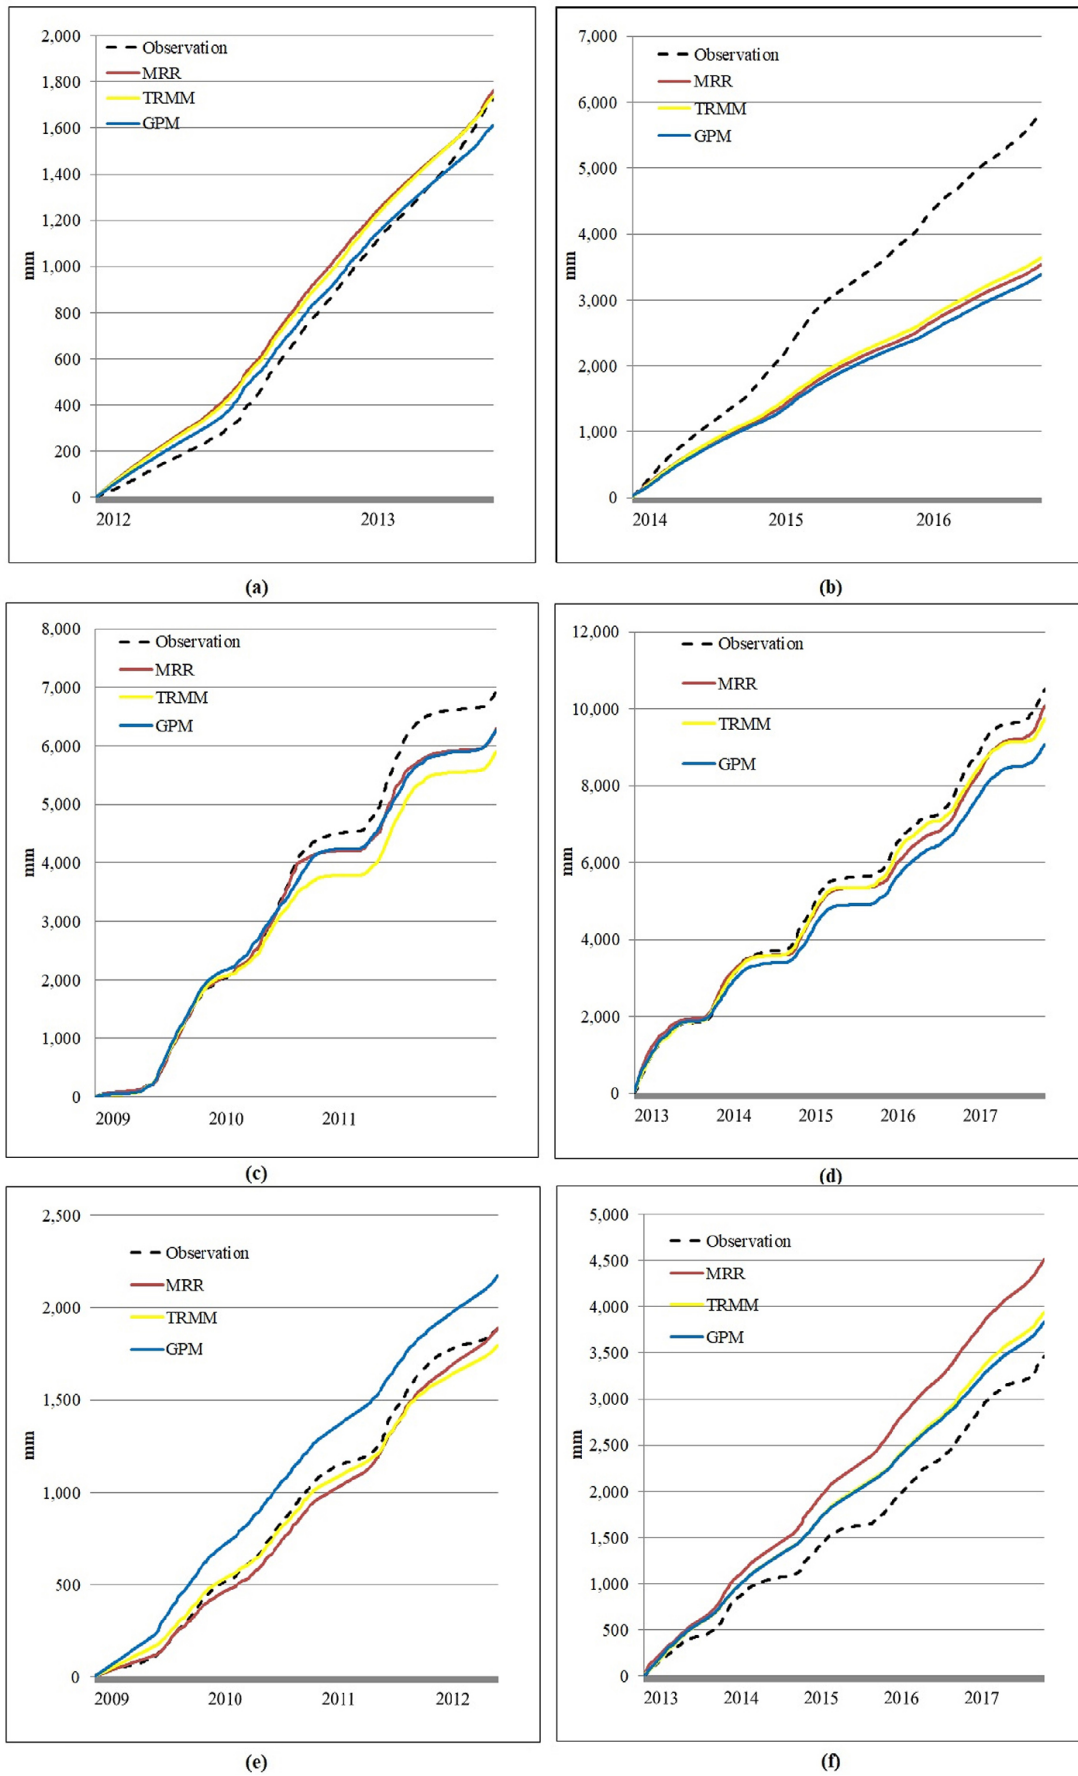 2,000
1,800
1,600
1,400
1,200
1,000
800
600
400
200
0
mm
Observation
MRR
TRMM
GPM
2012 2013
(a)
7,000
6,000
5,000
4,000
3,000
2,000
1,000
0
mm
Observation
MRR
TRMM
GPM
2014 2015 2016
(b)
8,000
7,000
6,000
5,000
4,000
3,000
2,000
1,000
0
mm
Observation
MRR
TRMM
GPM
2009 2010 2011
(c)
12,000
10,000
8,000
6,000
4,000
2,000
0
mm
Observation
MRR
TRMM
GPM
2013 2014 2015 2016 2017
(d)
2,500
2,000
1,500
1,000
500
0
mm
Observation
MRR
TRMM
GPM
2009 2010 2011 2012
(e)
5,000
4,500
4,000
3,500
3,000
2,500
2,000
1,500
1,000
500
0
mm
Observation
MRR
TRMM
GPM
2013 2014 2015 2016 2017
(f)